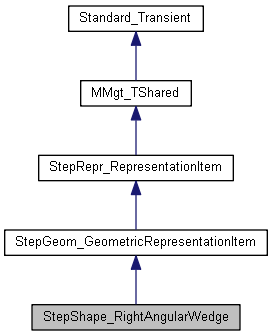 Standard_Transient
MMgt_TShared
StepRepr_RepresentationItem
StepGeom_GeometricRepresentationItem
StepShape_RightAngularWedge